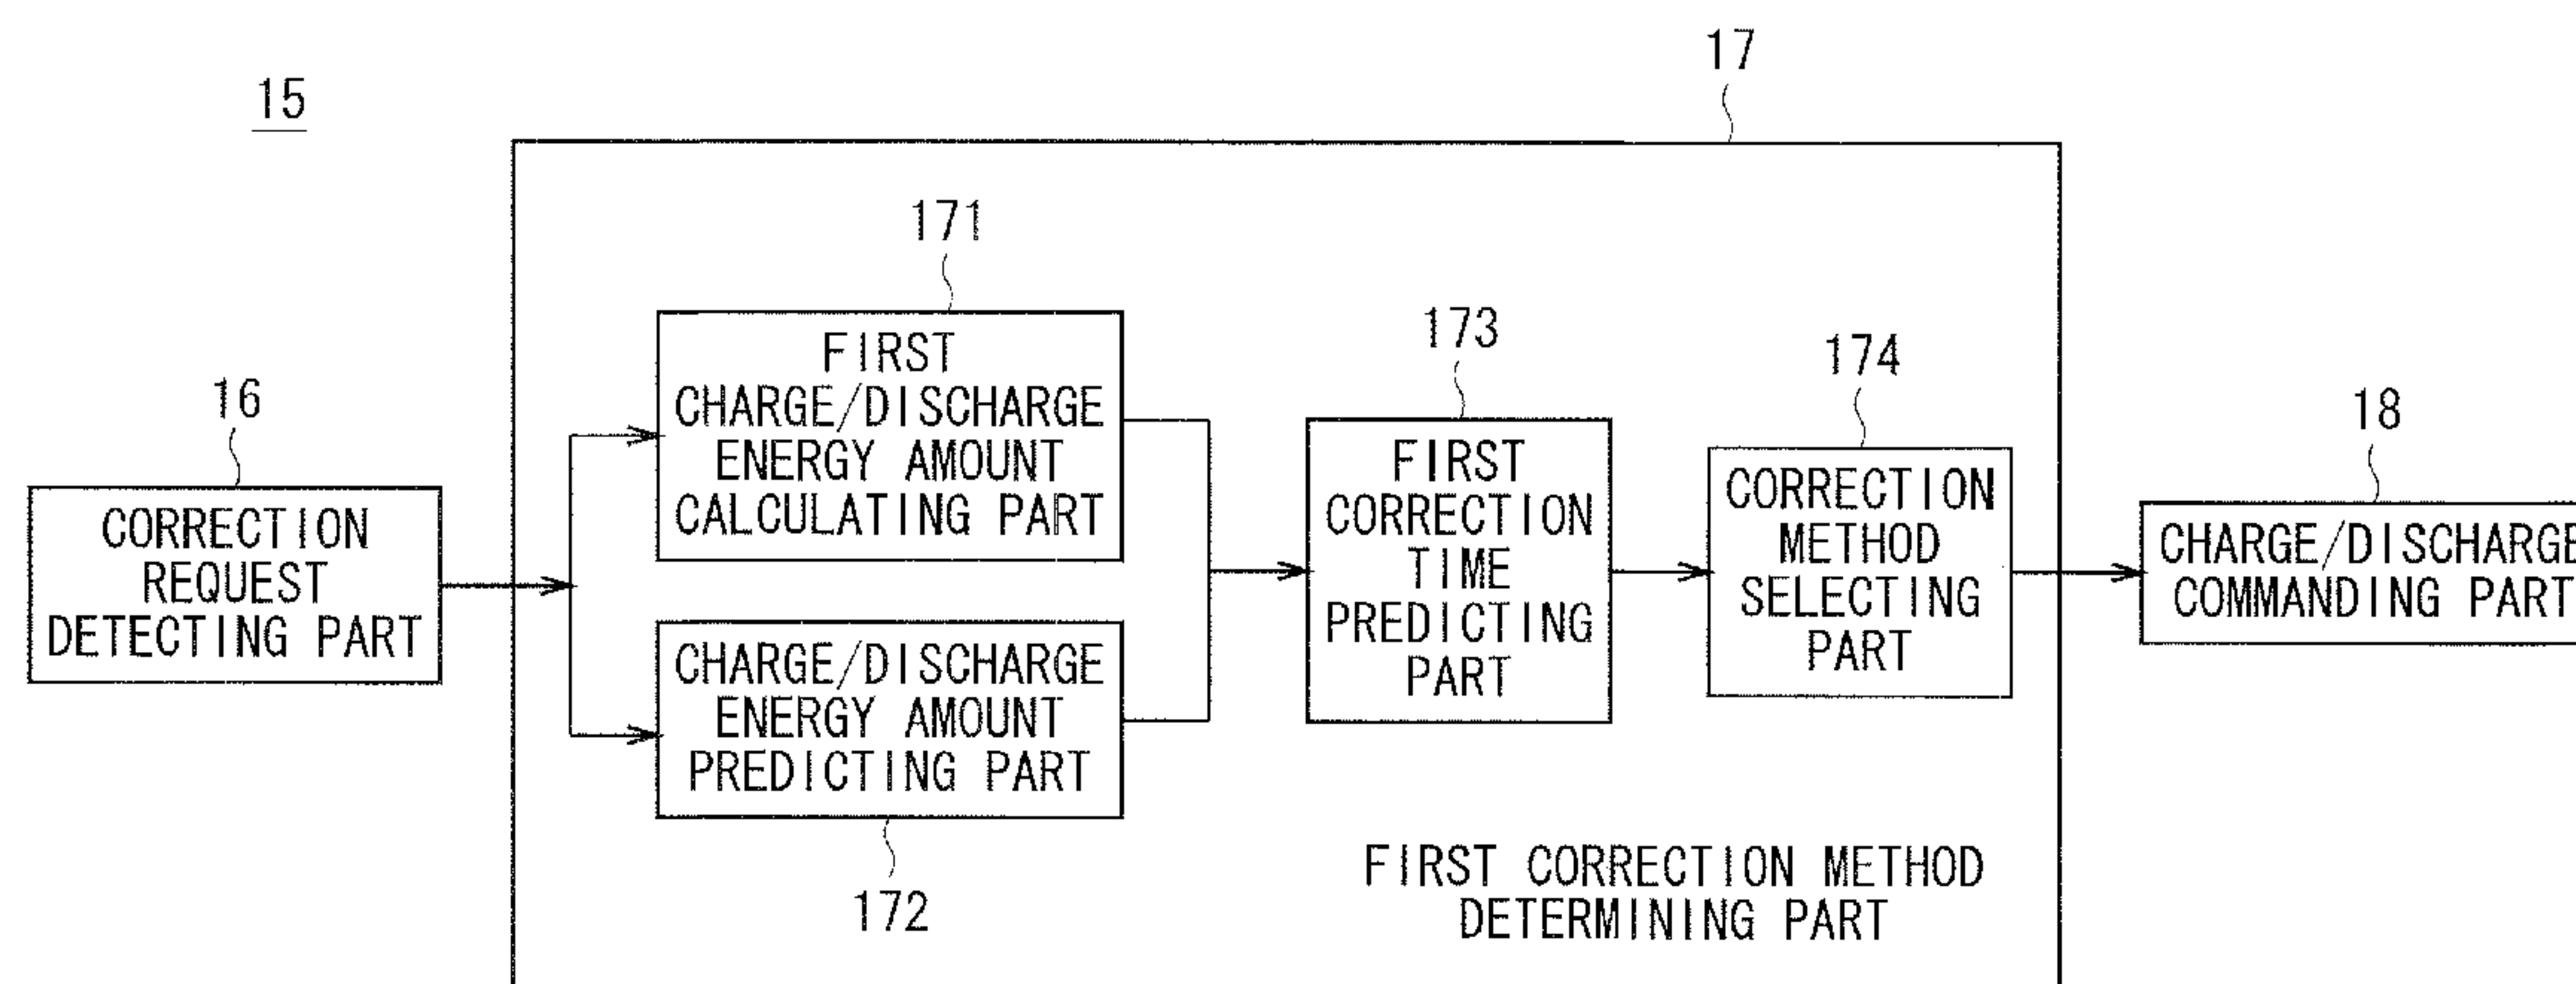 15
17
171
FIRST
CHARGE/DISCHARGE
ENERGY AMOUNT
CALCULATING PART
173
FIRST
CORRECTION
TIME
PREDICTING
PART
174
CORRECTION
METHOD
SELECTING
PART
16
CORRECTION
REQUEST
DETECTING PART
18
CHARGE/DISCHARGE
COMMANDING PART
CHARGE/DISCHARGE
ENERGY AMOUNT
PREDICTING PART
172
FIRST CORRECTION METHOD
DETERMINING PART